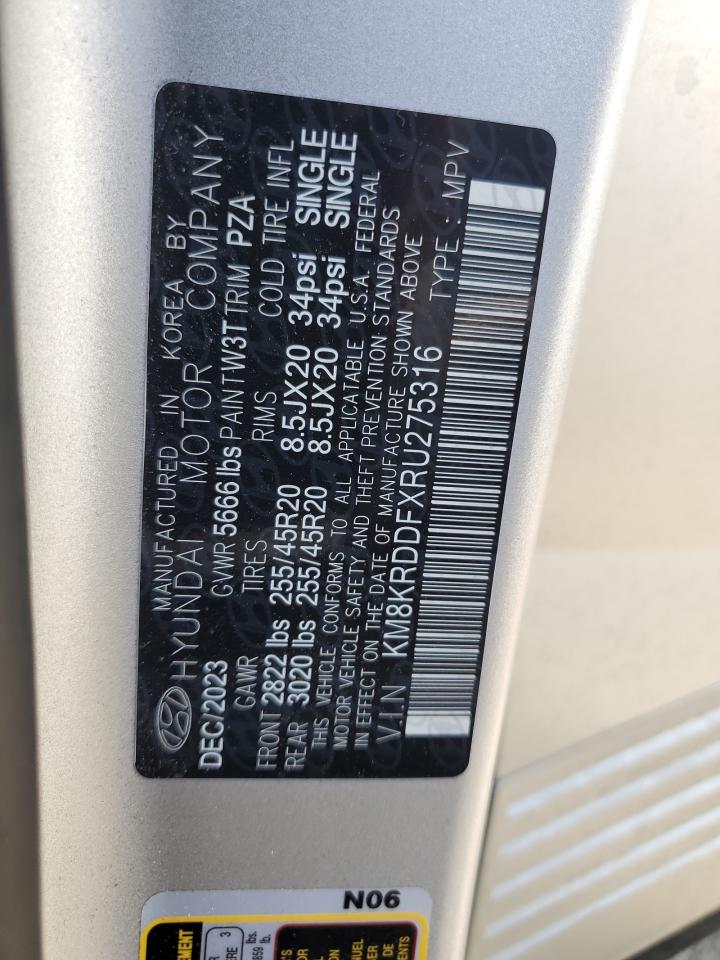 MANUFACTURED IN KOREA BY
HYUNDAI MOTOR COMPANY
DEC/2023 GVWR 5666 lbs PAINT W3T TRIM PZA
GAWR TIRES RIMS COLD TIRE INFL
FRONT 2822 lbs 255/45R20 8.5JX20 34psi SINGLE
REAR 3020 lbs 255/45R20 8.5JX20 34psi SINGLE
THIS VEHICLE CONFORMS TO ALL APPLICATABLE U.S.A. FEDERAL
MOTOR VEHICLE SAFETY AND THEFT PREVENTION STANDARDS
IN EFFECT ON THE DATE OF MANUFACTURE SHOWN ABOVE
V.I.N KM8KRDDFXRU275316 TYPE : MPV
N06